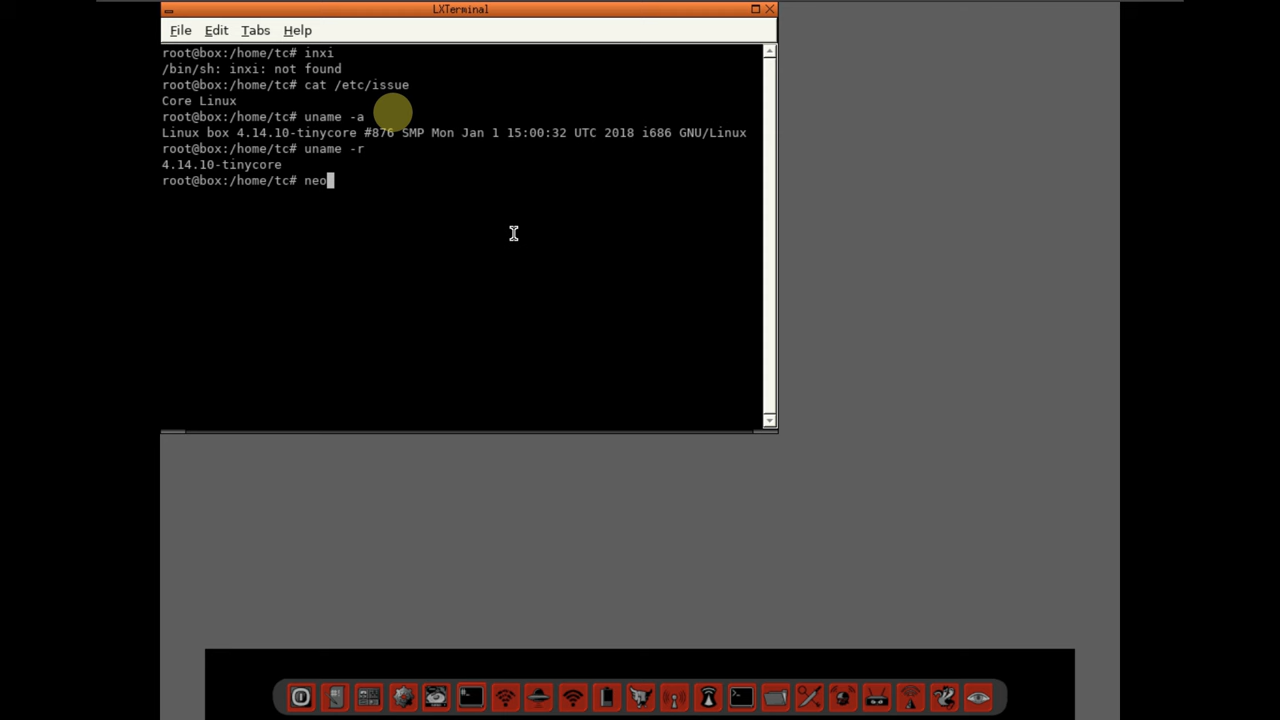 LXTerminal
File Edit Tabs Help
root@box:/home/tc# inxi
/bin/sh: inxi: not found
root@box:/home/tc# cat /etc/issue
Core Linux
root@box:/home/tc# uname -a
Linux box 4.14.10-tinycore #876 SMP Mon Jan 1 15:00:32 UTC 2018 i686 GNU/Linux
root@box:/home/tc# uname -r
4.14.10-tinycore
root@box:/home/tc# neo